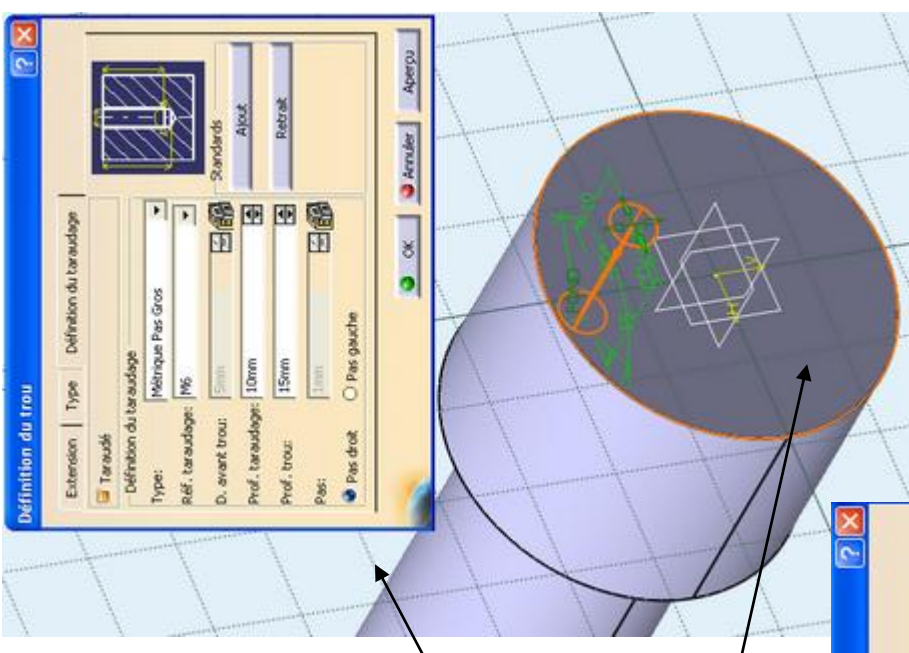 Définition du trou
Extension
Type
Définition du taraudage
Taraudé
Définition du taraudage
Type: Métrique Pas Gros
Réf. taraudage: M6
D. avant trou: 5mm
Prof. taraudage: 10mm
Prof. trou: 15mm
Pas: 1mm
Pas droit
Pas gauche
Standards
Ajout
Retrait
OK
Annuler
Aperçu
H
V